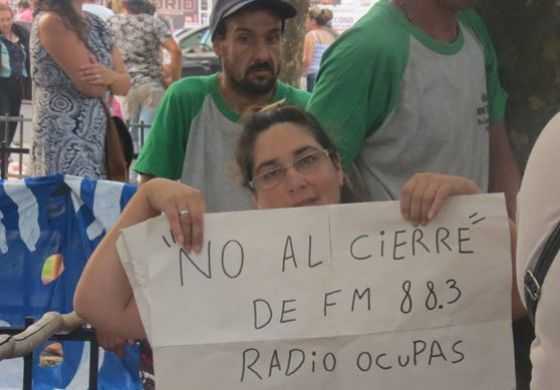 "NO AL CiERRE"
DE FM 88.3
RADiO OCUPAS